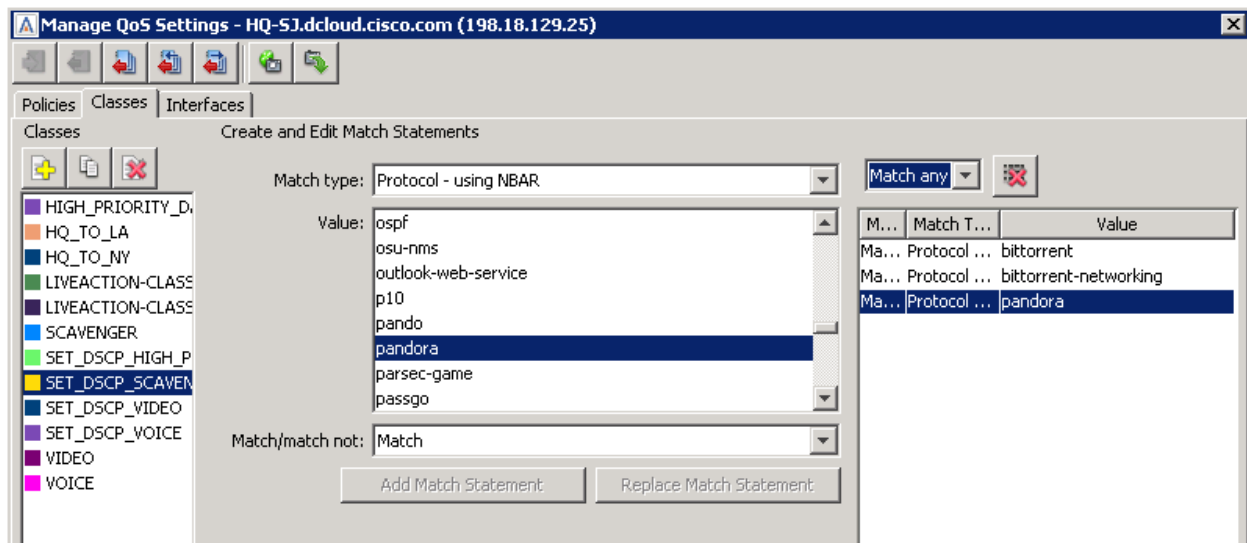 Manage QoS Settings - HQ-SJ.dcloud.cisco.com (198.18.129.25)
Policies Classes Interfaces
Classes
HIGH_PRIORITY_D
HQ_TO_LA
HQ_TO_NY
LIVEACTION-CLASS
LIVEACTION-CLASS
SCAVENGER
SET_DSCP_HIGH_P
SET_DSCP_SCAVEN
SET_DSCP_VIDEO
SET_DSCP_VOICE
VIDEO
VOICE
Create and Edit Match Statements
Match type: Protocol - using NBAR
Value:
ospf
osu-nms
outlook-web-service
p10
pando
pandora
parsec-game
passgo
Match/match not: Match
Add Match Statement Replace Match Statement
Match any
M... Match T... Value
Ma... Protocol ... bittorrent
Ma... Protocol ... bittorrent-networking
Ma... Protocol ... pandora